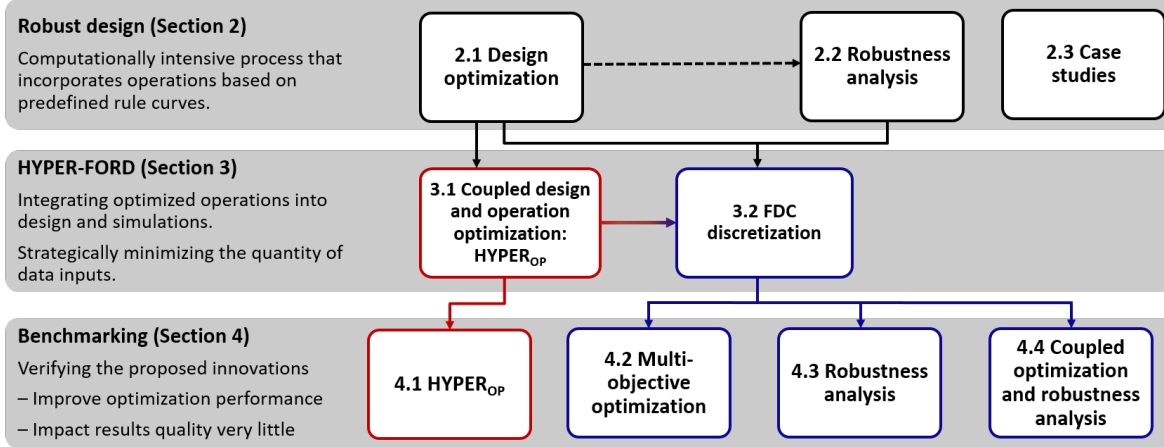 Robust design (Section 2)
Computationally intensive process that
incorporates operations based on
predefined rule curves.
2.1 Design
optimization
2.2 Robustness
analysis
2.3 Case
studies
HYPER-FORD (Section 3)
Integrating optimized operations into
design and simulations.
Strategically minimizing the quantity of
data inputs.
3.1 Coupled design
and operation
optimization:
HYPEROP
3.2 FDC
discretization
Benchmarking (Section 4)
Verifying the proposed innovations
– Improve optimization performance
– Impact results quality very little
4.1 HYPEROP
4.2 Multi-
objective
optimization
4.3 Robustness
analysis
4.4 Coupled
optimization
and robustness
analysis